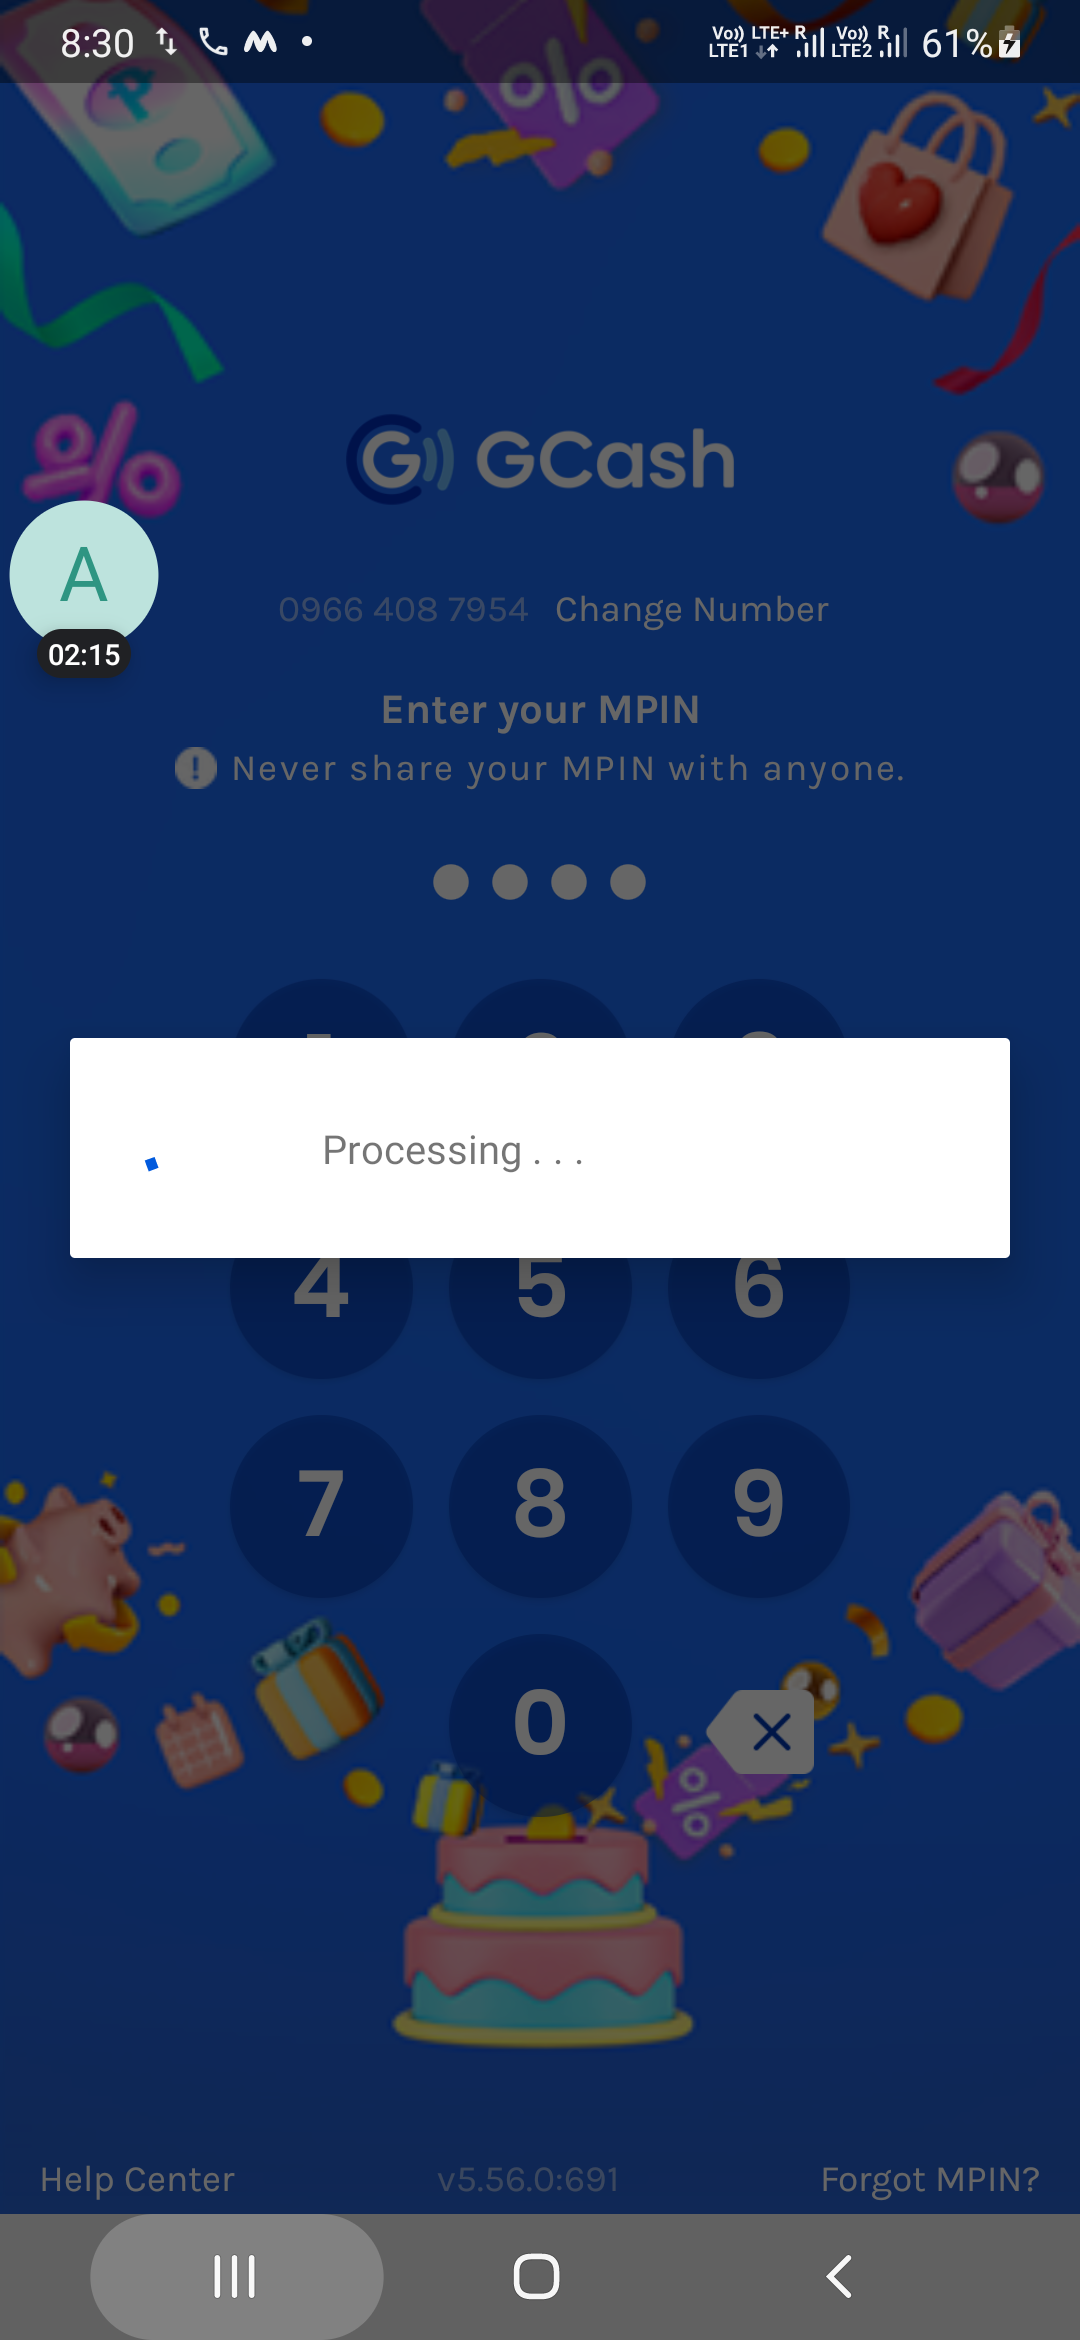 8:30 Vo)) LTE1 LTE+ R Vo)) LTE2 R 61%
%
GCash
A
02:15
0966 408 7954 Change Number
Enter your MPIN
! Never share your MPIN with anyone.
Processing . . .
4 5 6
7 8 9
0
%
Help Center v5.56.0:691 Forgot MPIN?